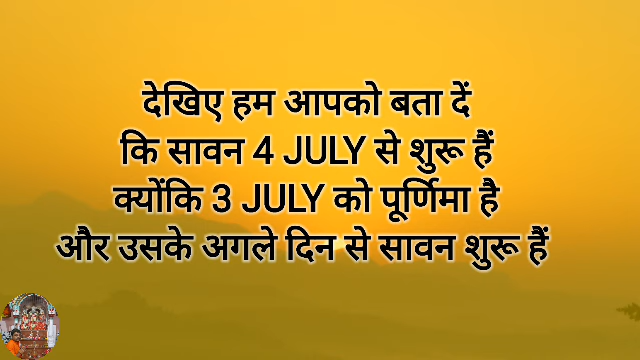 देखिए हम आपको बता दें
कि सावन 4 JULY से शुरू हैं
क्योंकि 3 JULY को पूर्णिमा है
और उसके अगले दिन से सावन शुरू हैं